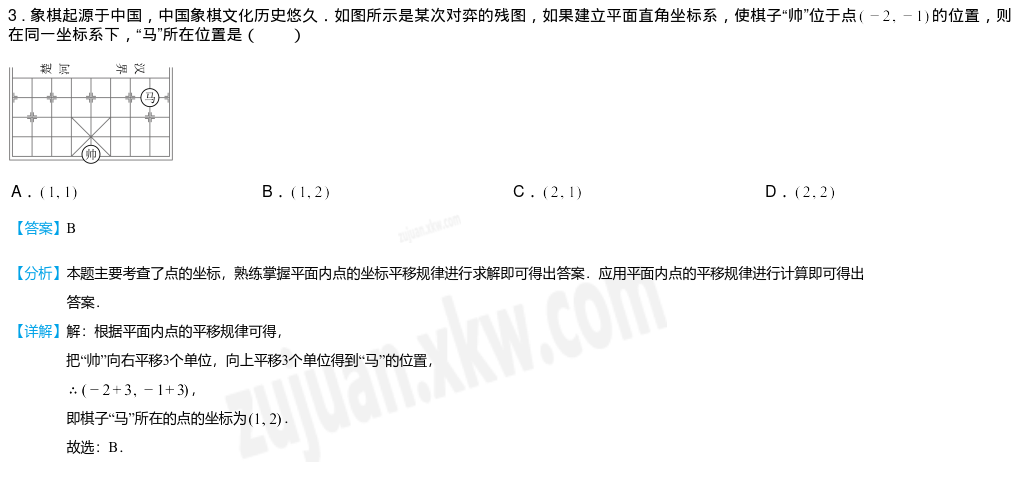 3．象棋起源于中国，中国象棋文化历史悠久．如图所示是某次对弈的残图，如果建立平面直角坐标系，使棋子“帅”位于点(－2, －1)的位置，则
在同一坐标系下，“马”所在位置是（　　）
楚 河 界 汉
马
帅
A．(1, 1)　B．(1, 2)　C．(2, 1)　D．(2, 2)
【答案】B
zujuan.xkw.com
【分析】本题主要考查了点的坐标，熟练掌握平面内点的坐标平移规律进行求解即可得出答案．应用平面内点的平移规律进行计算即可得出
答案．
【详解】解：根据平面内点的平移规律可得，
把“帅”向右平移3个单位，向上平移3个单位得到“马”的位置，
∴(－2+3, －1+3)，
即棋子“马”所在的点的坐标为(1, 2)．
故选：B．
zujuan.xkw.com